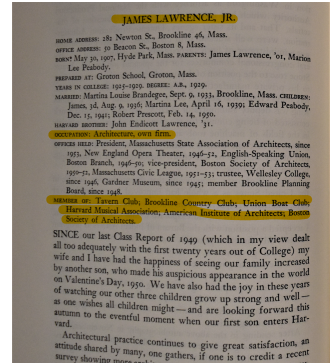 JAMES LAWRENCE, JR.
HOME ADDRESS: 281 Newton St., Brookline 46, Mass.
OFFICE ADDRESS: 50 Beacon St., Boston 8, Mass.
BORN: May 30, 1907, Hyde Park, Mass. PARENTS: James Lawrence, '01, Marion
Lee Peabody.
PREPARED AT: Groton School, Groton, Mass.
YEARS IN COLLEGE: 1925-1929. DEGREE: A.B., 1929.
MARRIED: Martina Louise Brandegee, Sept. 9, 1933, Brookline, Mass. CHILDREN:
James, 3d, Aug. 9, 1936; Martina Lee, April 16, 1939; Edward Peabody,
Dec. 15, 1941; Robert Prescott, Feb. 14, 1950.
HARVARD BROTHER: John Endicott Lawrence, '31.
OCCUPATION: Architecture, own firm.
OFFICES HELD: President, Massachusetts State Association of Architects, since
1953, New England Opera Theater, 1946-52, English-Speaking Union,
Boston Branch, 1946-50; vice-president, Boston Society of Architects,
1950-52, Massachusetts Civic League, 1951-53; trustee, Wellesley College,
since 1946, Gardner Museum, since 1945; member Brookline Planning
Board, since 1948.
MEMBER OF: Tavern Club; Brookline Country Club; Union Boat Club;
Harvard Musical Association; American Institute of Architects; Boston
Society of Architects.
SINCE our last Class Report of 1949 (which in my view dealt
all too adequately with the first twenty years out of College) my
wife and I have had the happiness of seeing our family increased
by another son, who made his auspicious appearance in the world
on Valentine's Day, 1950. We have also had the joy in these years
of watching our other three children grow up strong and well —
as one wishes all children might — and are looking forward this
autumn to the eventful moment when our first son enters Har-
vard.
Architectural practice continues to give great satisfaction, an
attitude shared by many, one gathers, if one is to credit a recent
survey showing more